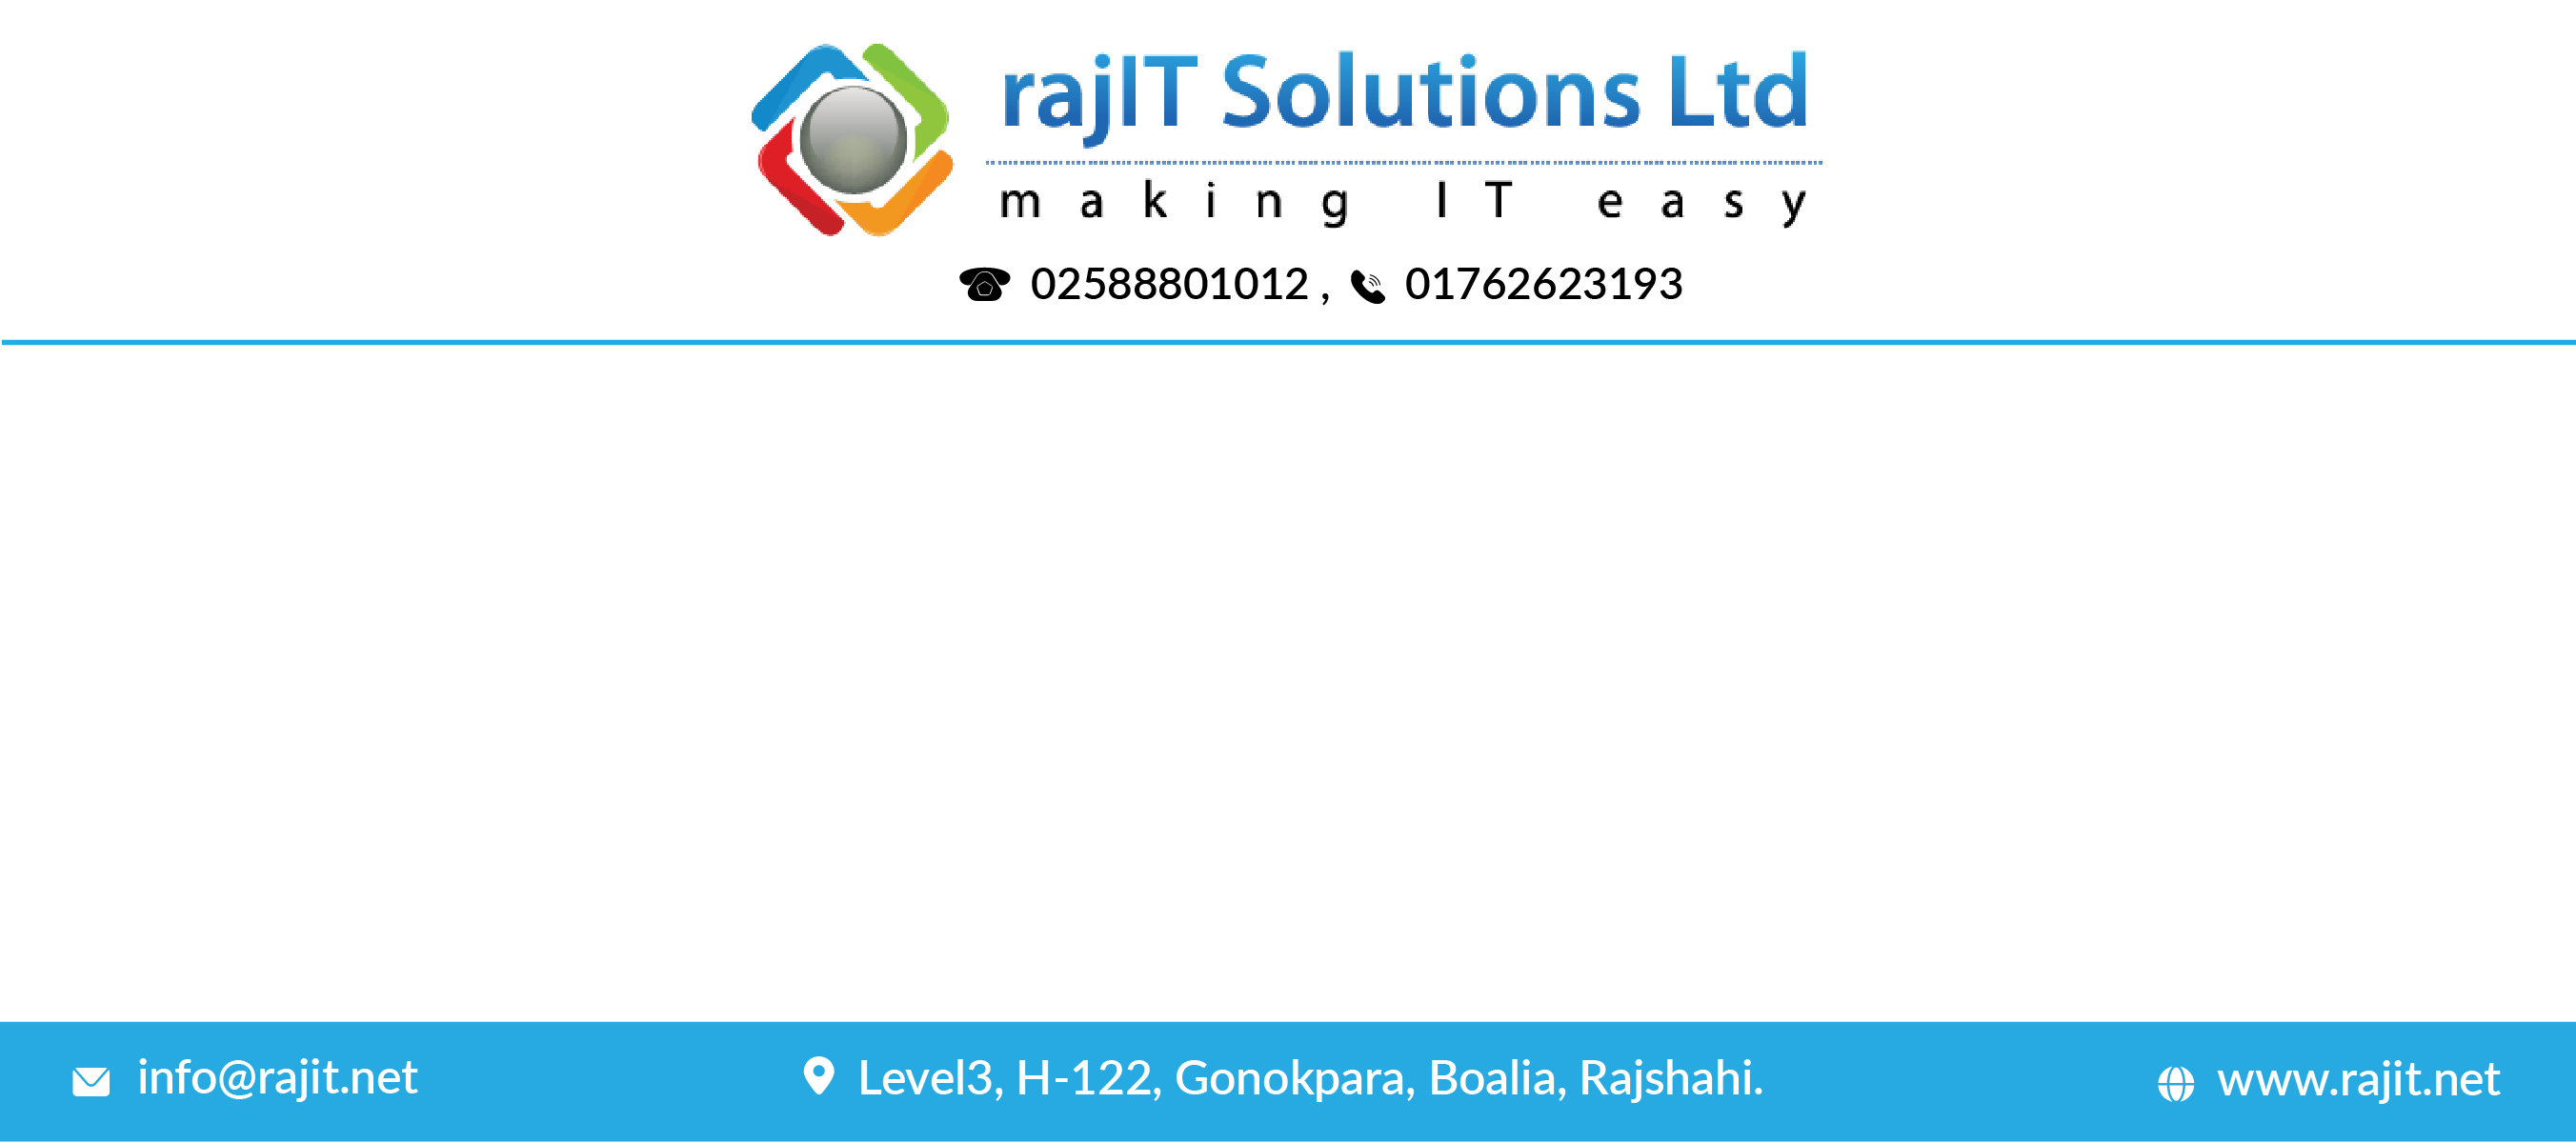 rajIT Solutions Ltd
making IT easy
02588801012 , 01762623193
info@rajit.net
Level3, H-122, Gonokpara, Boalia, Rajshahi.
www.rajit.net